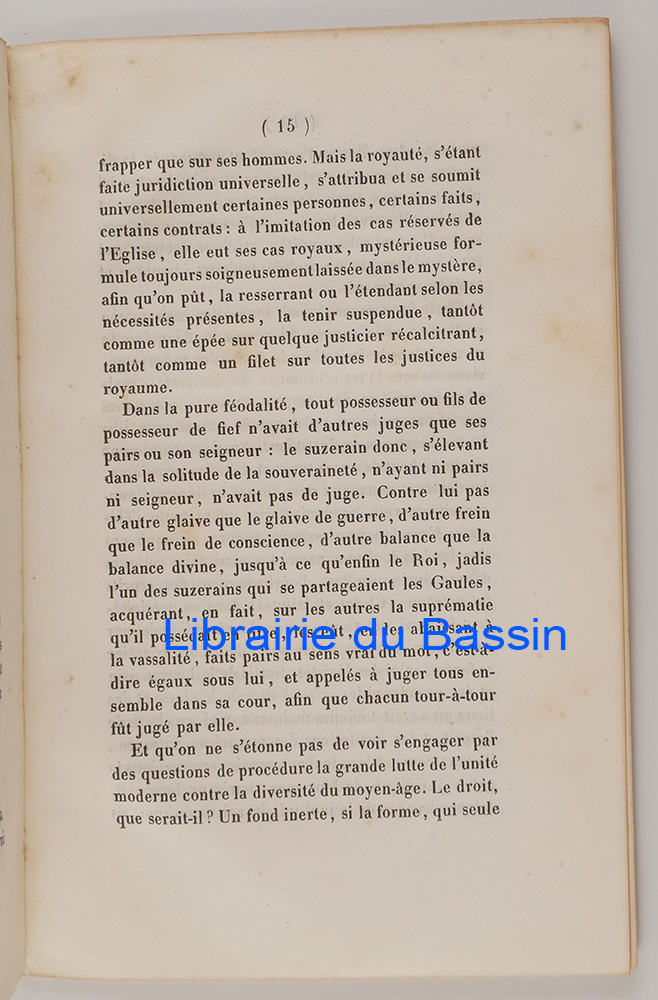 ( 15 )
frapper que sur ses hommes. Mais la royauté, s'étant
faite juridiction universelle, s'attribua et se soumit
universellement certaines personnes, certains faits,
certains contrats : à l'imitation des cas réservés de
l'Eglise, elle eut ses cas royaux, mystérieuse for-
mule toujours soigneusement laissée dans le mystère,
afin qu'on pût, la resserrant ou l'étendant selon les
nécessités présentes, la tenir suspendue, tantôt
comme une épée sur quelque justicier récalcitrant,
tantôt comme un filet sur toutes les justices du
royaume.
Dans la pure féodalité, tout possesseur ou fils de
possesseur de fief n'avait d'autres juges que ses
pairs ou son seigneur : le suzerain donc, s'élevant
dans la solitude de la souveraineté, n'ayant ni pairs
ni seigneur, n'avait pas de juge. Contre lui pas
d'autre glaive que le glaive de guerre, d'autre frein
que le frein de conscience, d'autre balance que la
balance divine, jusqu'à ce qu'enfin le Roi, jadis
l'un des suzerains qui se partageaient les Gaules,
acquérant, en fait, sur les autres la suprématie
qu'il possédait en les abaissant à
Librairie du Bassin
la vassalité, faits pairs au sens vrai du mot, c'est-à-
dire égaux sous lui, et appelés à juger tous en-
semble dans sa cour, afin que chacun tour-à-tour
fût jugé par elle.
Et qu'on ne s'étonne pas de voir s'engager par
des questions de procédure la grande lutte de l'unité
moderne contre la diversité du moyen-âge. Le droit,
que serait-il ? Un fond inerte, si la forme, qui seule